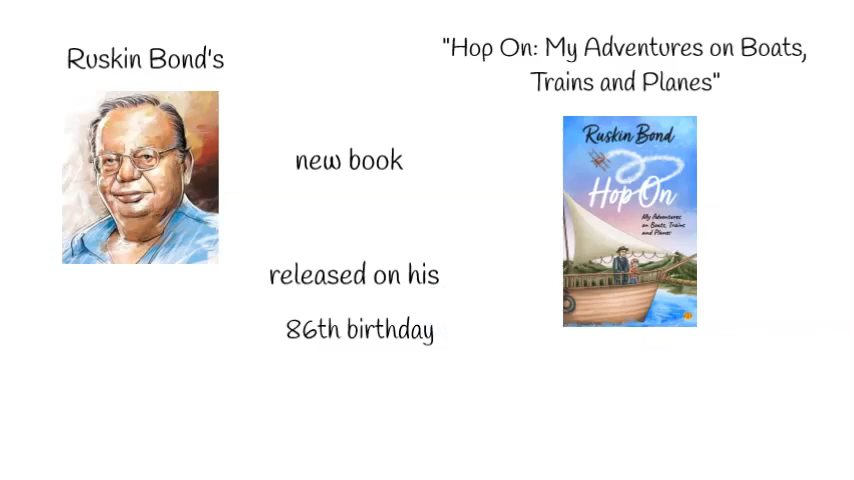 Ruskin Bond's
new book
released on his
86th birthday
"Hop On: My Adventures on Boats,
Trains and Planes"
Ruskin Bond
Hop On
My Adventures
on Boats, Trains
and Planes